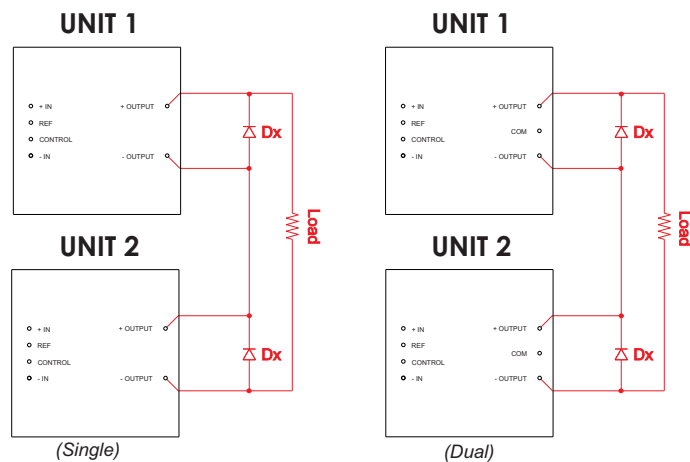 UNIT 1
+ IN
+ OUTPUT
REF
CONTROL
- IN
- OUTPUT
Dx
Load
UNIT 2
+ IN
+ OUTPUT
REF
CONTROL
- IN
- OUTPUT
Dx
(Single)
UNIT 1
+ IN
+ OUTPUT
REF
COM
CONTROL
- IN
- OUTPUT
Dx
Load
UNIT 2
+ IN
+ OUTPUT
REF
COM
CONTROL
- IN
- OUTPUT
Dx
(Dual)